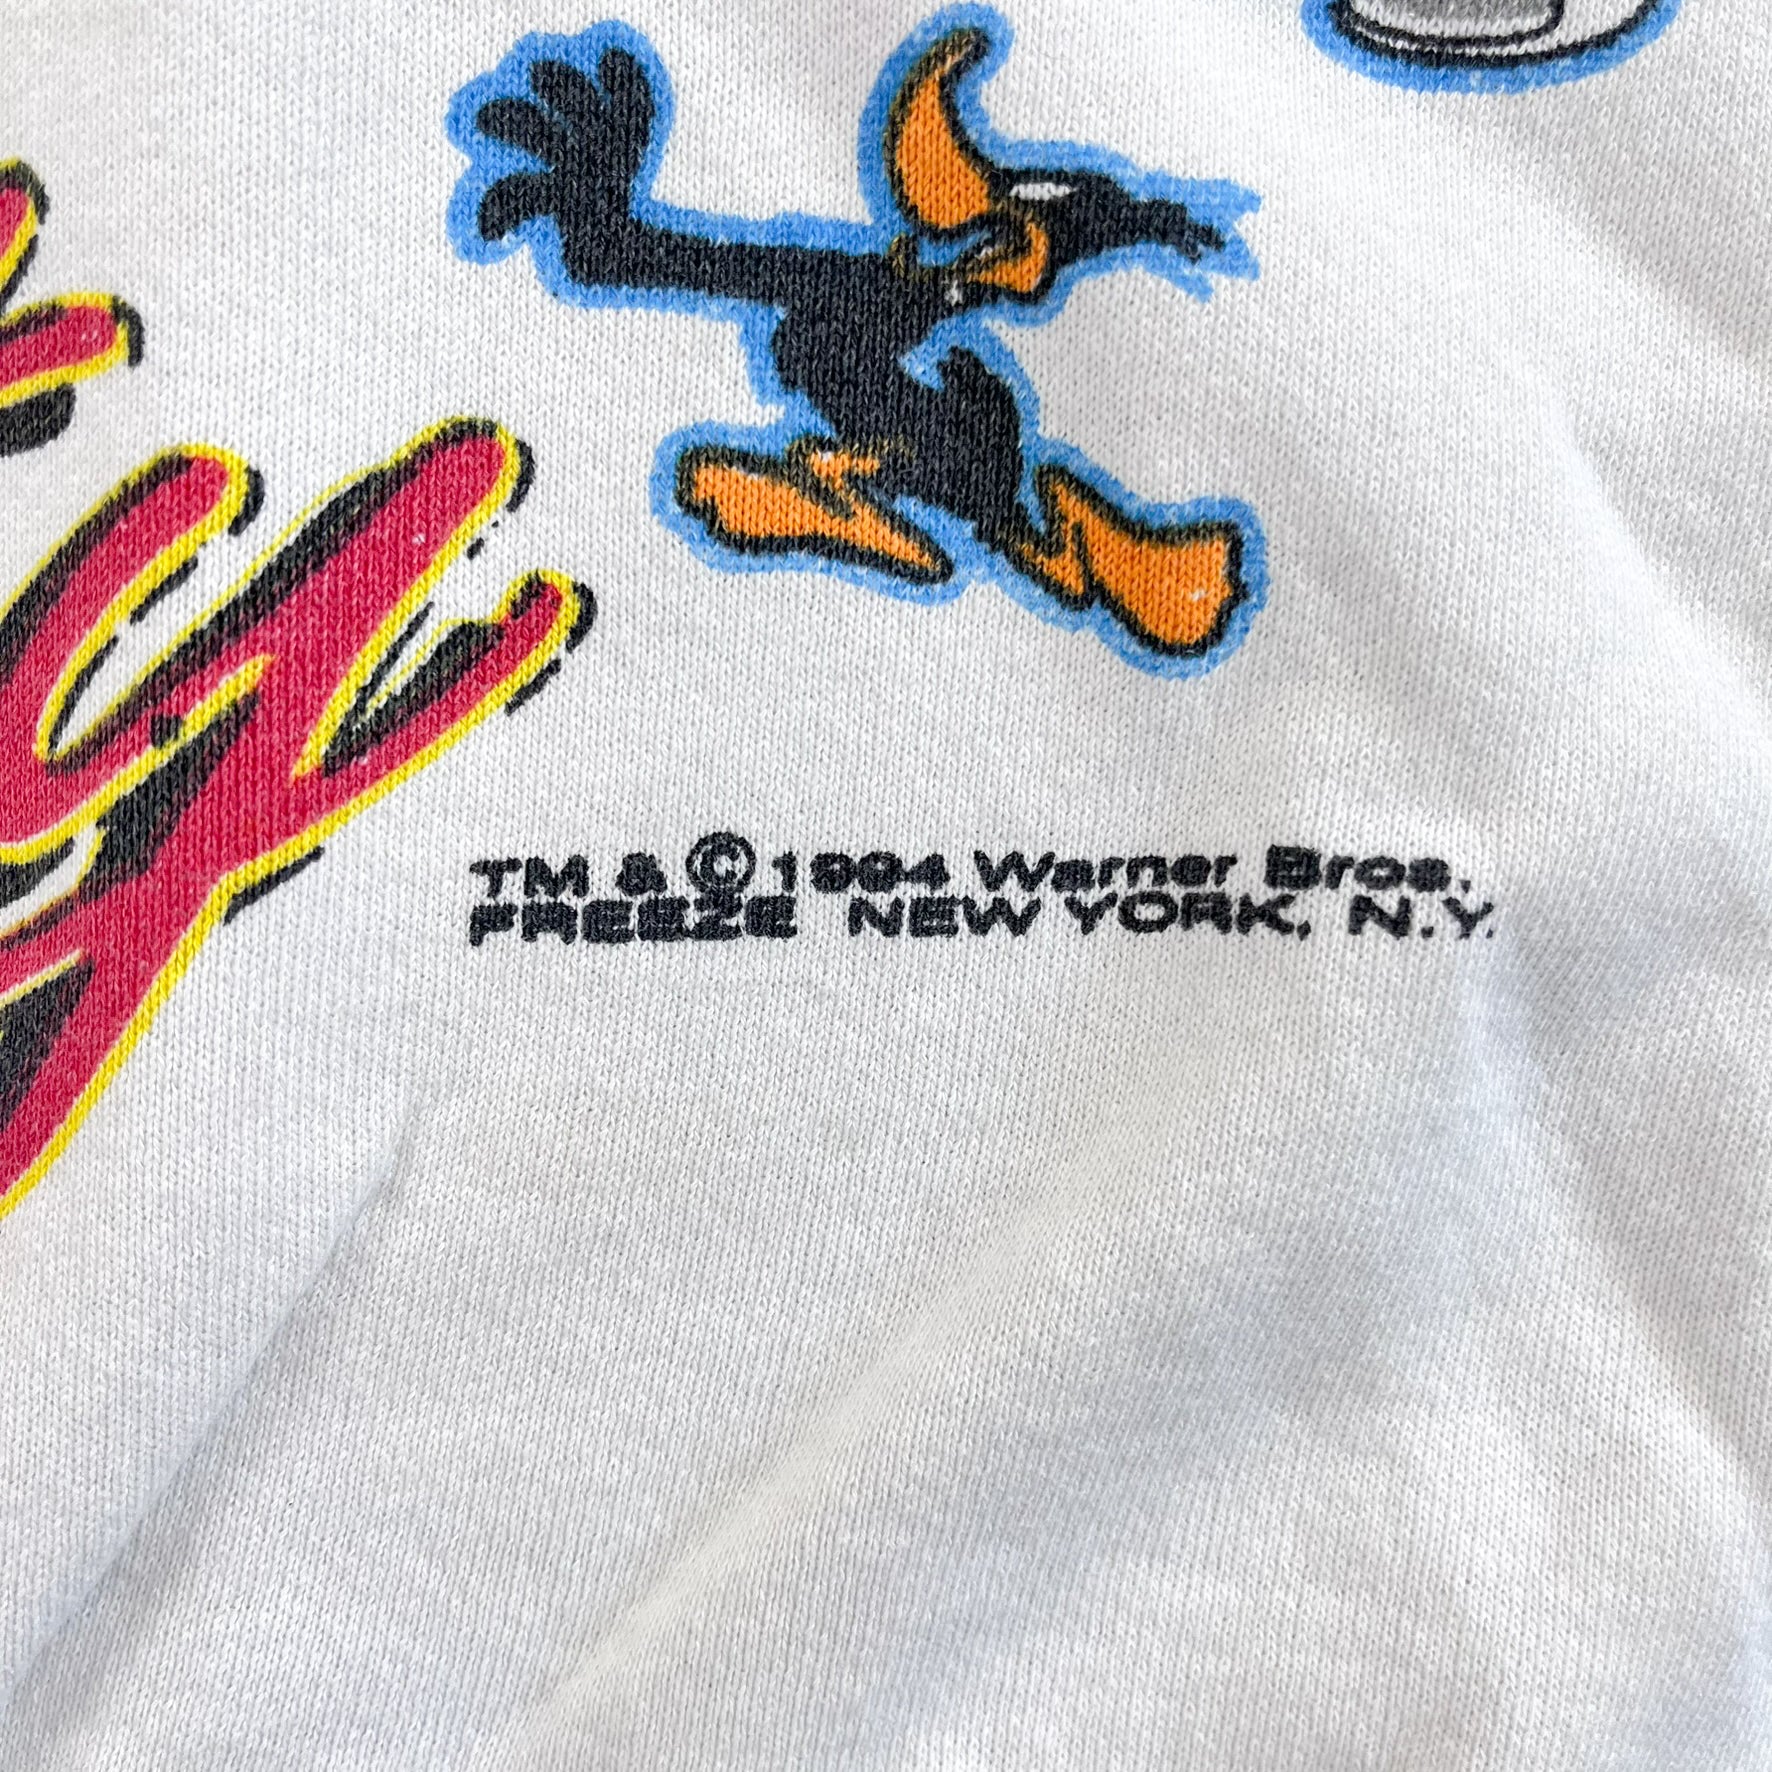 TM & © 1994 Warner Bros.
FREEZE NEW YORK, N.Y.